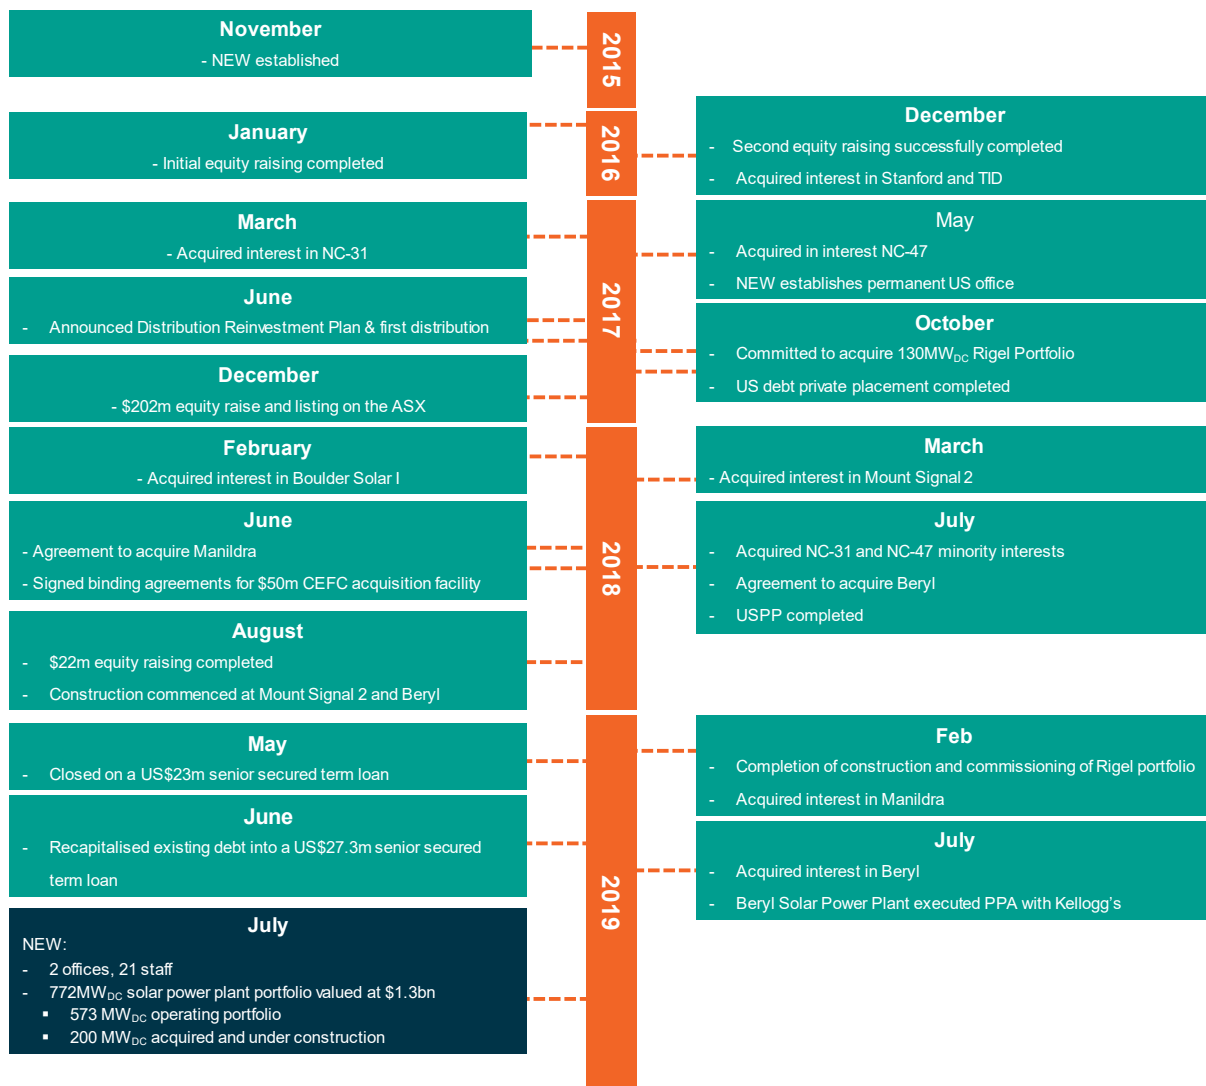 2015
November
- NEW established
2016
January
- Initial equity raising completed
December
- Second equity raising successfully completed
- Acquired interest in Stanford and TID
2017
March
- Acquired interest in NC-31
May
- Acquired in interest NC-47
- NEW establishes permanent US office
June
- Announced Distribution Reinvestment Plan & first distribution
October
- Committed to acquire 130MWDC Rigel Portfolio
- US debt private placement completed
December
- $202m equity raise and listing on the ASX
2018
February
- Acquired interest in Boulder Solar I
March
- Acquired interest in Mount Signal 2
June
- Agreement to acquire Manildra
- Signed binding agreements for $50m CEFC acquisition facility
July
- Acquired NC-31 and NC-47 minority interests
- Agreement to acquire Beryl
- USPP completed
August
- $22m equity raising completed
- Construction commenced at Mount Signal 2 and Beryl
2019
Feb
- Completion of construction and commissioning of Rigel portfolio
- Acquired interest in Manildra
May
- Closed on a US$23m senior secured term loan
June
- Recapitalised existing debt into a US$27.3m senior secured
term loan
July
- Acquired interest in Beryl
- Beryl Solar Power Plant executed PPA with Kellogg's
July
NEW:
- 2 offices, 21 staff
- 772MWDC solar power plant portfolio valued at $1.3bn
▪ 573 MWDC operating portfolio
▪ 200 MWDC acquired and under construction